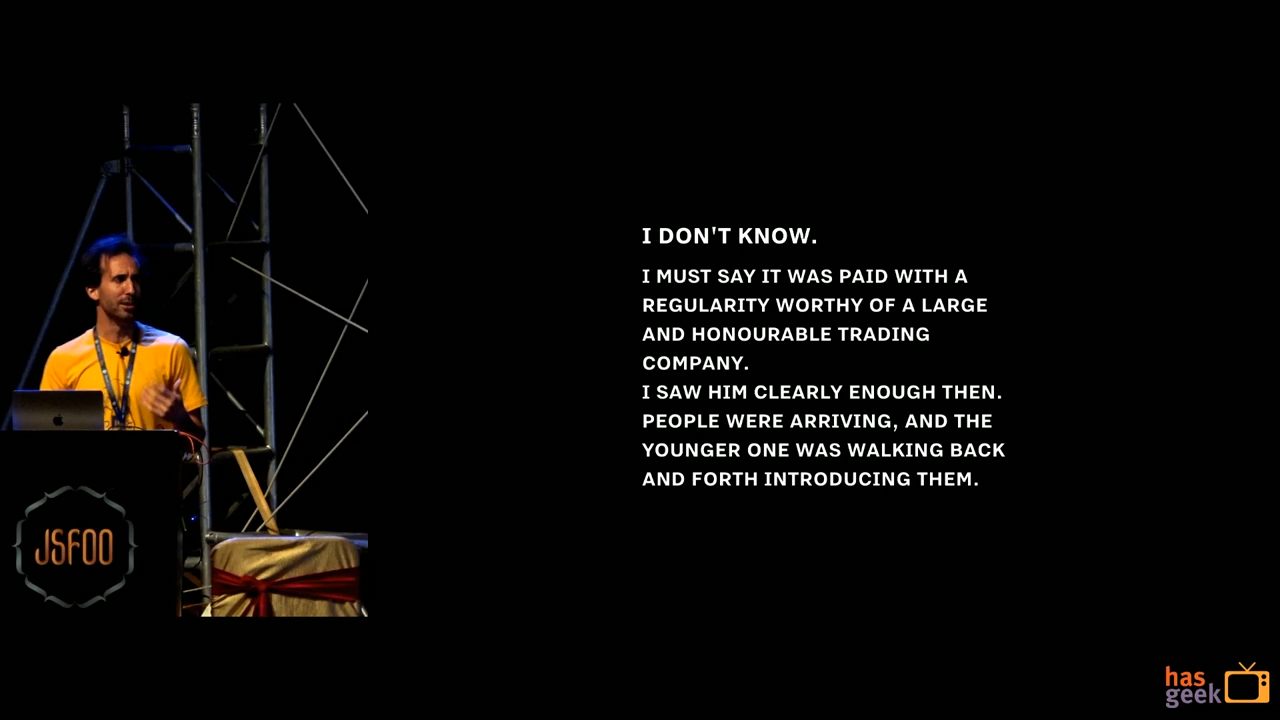 I DON'T KNOW.
I MUST SAY IT WAS PAID WITH A
REGULARITY WORTHY OF A LARGE
AND HONOURABLE TRADING
COMPANY.
I SAW HIM CLEARLY ENOUGH THEN.
PEOPLE WERE ARRIVING, AND THE
YOUNGER ONE WAS WALKING BACK
AND FORTH INTRODUCING THEM.
JSFOO
has
geek